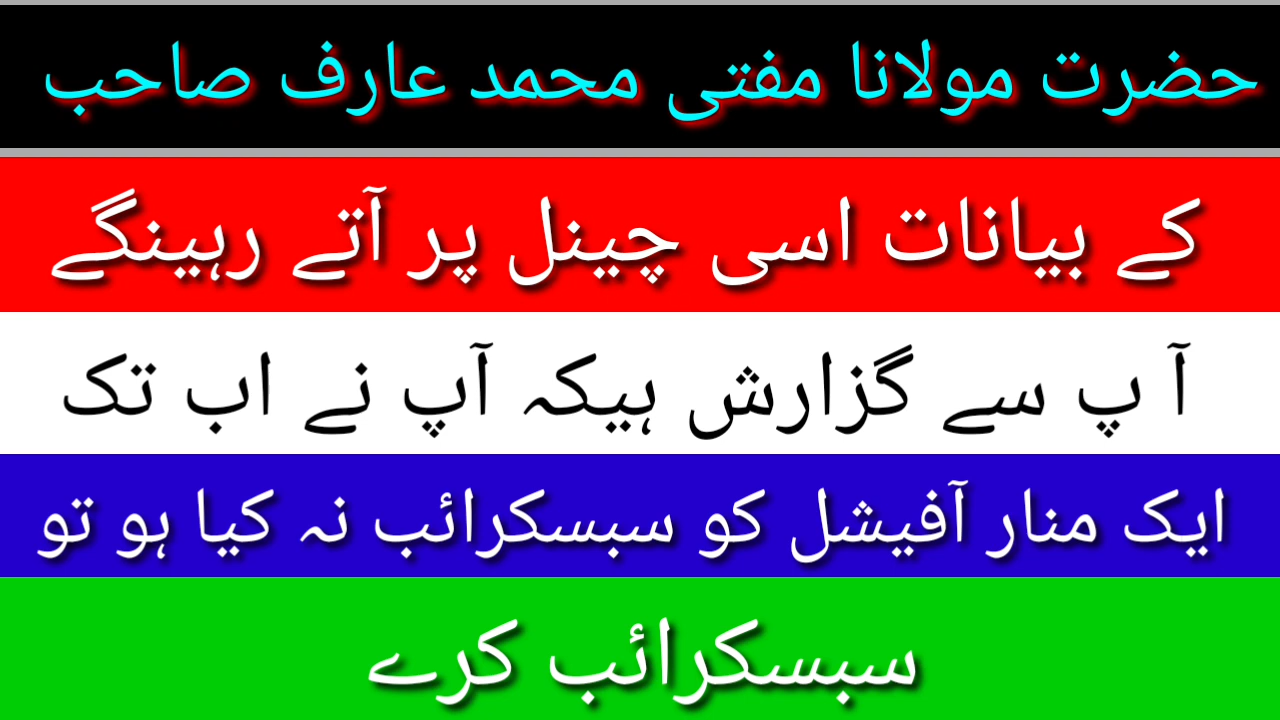 حضرت مولانا مفتی محمد عارف صاحب
کے بیانات اسی چینل پر آتے رہینگے
آ پ سے گزارش ہیکہ آپ نے اب تک
ایک منار آفیشل کو سبسکرائب نہ کیا ہو تو
سبسکرائب کرے